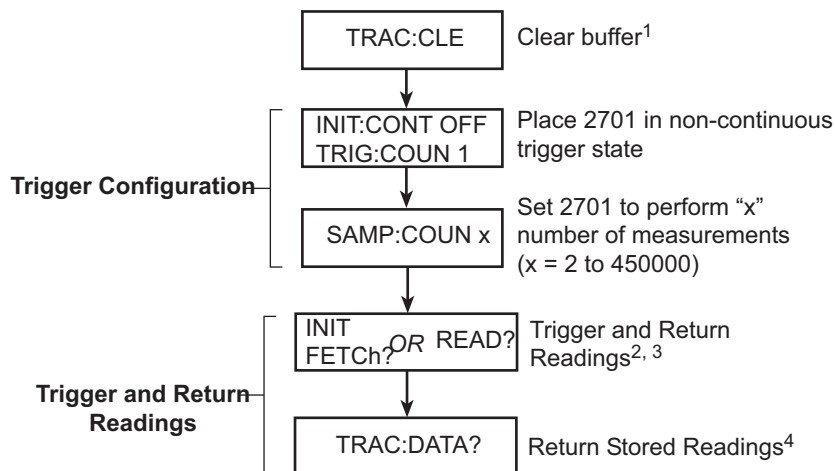 TRAC:CLE
Clear buffer1
Trigger Configuration
INIT:CONT OFF
TRIG:COUN 1
Place 2701 in non-continuous
trigger state
SAMP:COUN x
Set 2701 to perform “x”
number of measurements
(x = 2 to 450000)
Trigger and Return
Readings
INIT
FETCh?
OR
READ?
Trigger and Return
Readings2, 3
TRAC:DATA?
Return Stored Readings4